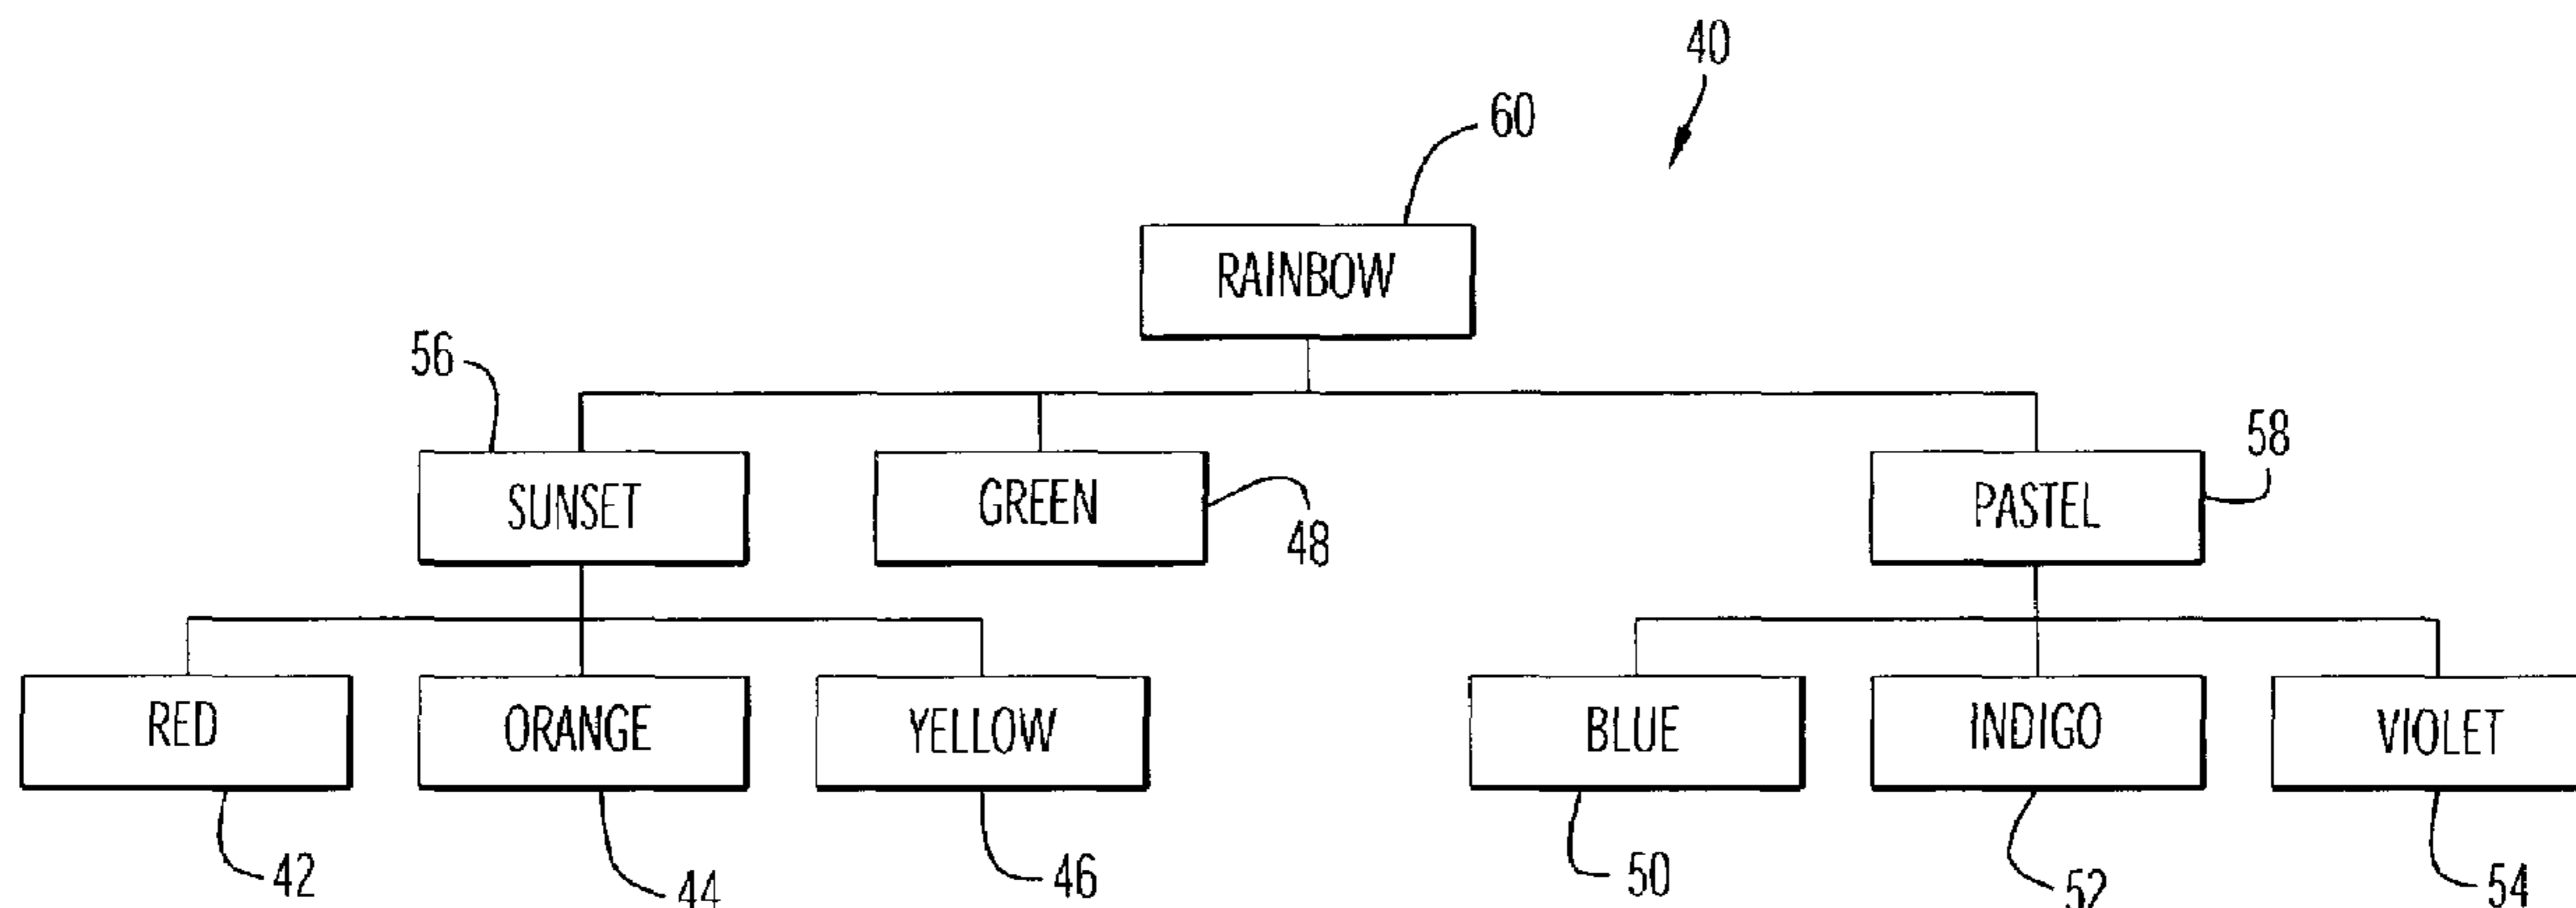 40
60
RAINBOW
56
58
SUNSET
GREEN
48
PASTEL
RED
ORANGE
YELLOW
BLUE
INDIGO
VIOLET
42
44
46
50
52
54